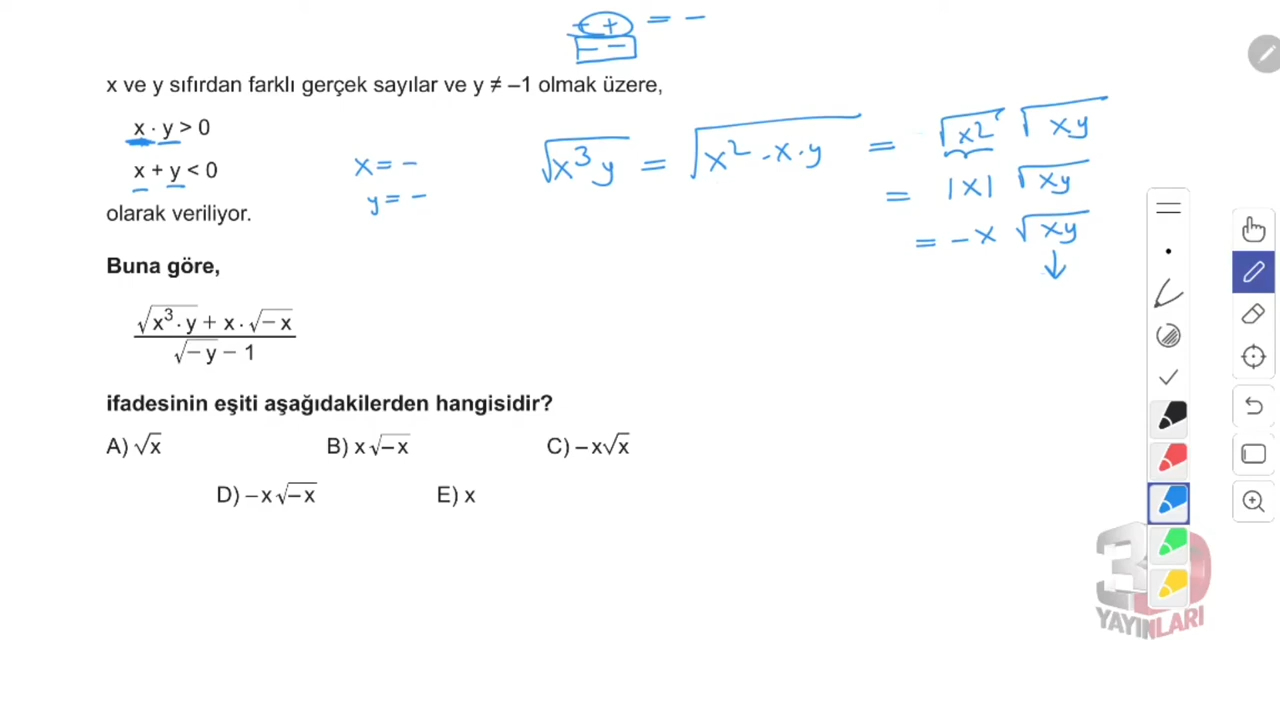 - + = -
- -
x ve y sıfırdan farklı gerçek sayılar ve y ≠ –1 olmak üzere,
x · y > 0
x + y < 0
x = -
y = -
olarak veriliyor.
√x³y = √x² · x · y = √x² √xy
= |x| √xy
= -x √xy
↓
Buna göre,
√x³ · y + x · √–x
√–y – 1
ifadesinin eşiti aşağıdakilerden hangisidir?
A) √x B) x√–x C) –x√x
D) –x√–x E) x
3D
YAYINLARI